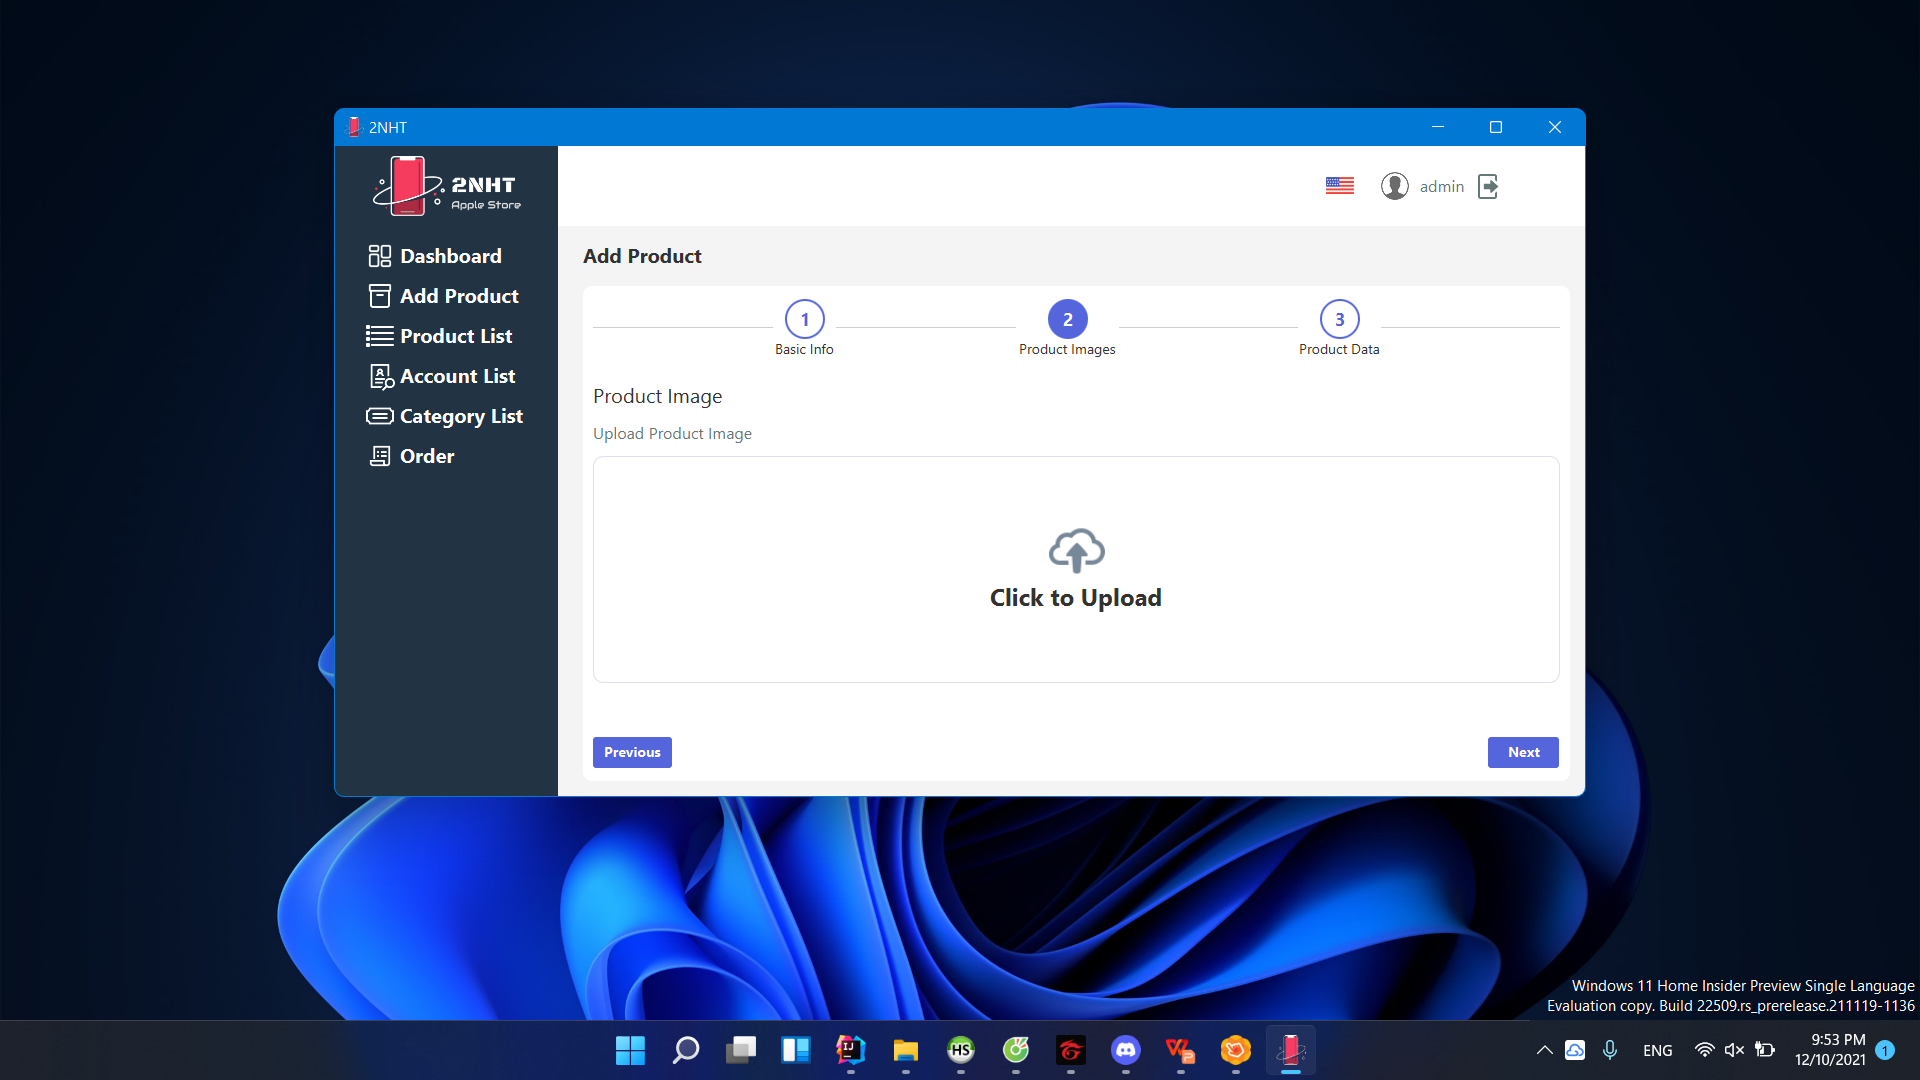 2NHT
2NHT
Apple Store
admin
Dashboard
Add Product
Product List
Account List
Category List
Order
Add Product
1
2
3
Basic Info
Product Images
Product Data
Product Image
Upload Product Image
Click to Upload
Previous
Next
Windows 11 Home Insider Preview Single Language
Evaluation copy. Build 22509.rs_prerelease.211119-1136
IJ
HS
ENG
9:53 PM
12/10/2021
1